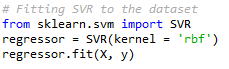 # Fitting SVR to the dataset
from sklearn.svm import SVR
regressor = SVR(kernel = 'rbf')
regressor.fit(X, y)